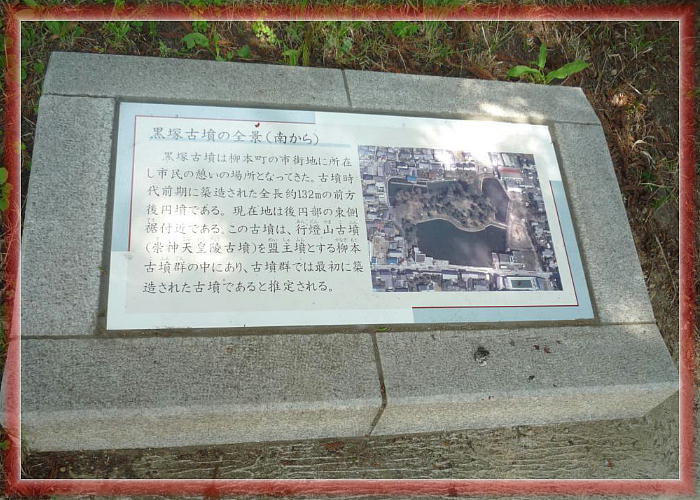 黒塚古墳の全景(南から)
黒塚古墳は柳本町の市街地に所在
し市民の憩いの場所となってきた。古墳時
代前期に築造された全長約132mの前方
後円墳である。現在地は後円部の東側
裾付近である。この古墳は、行燈山古墳
(崇神天皇陵古墳)を盟主墳とする柳本
古墳群の中にあり、古墳群では最初に築
造された古墳であると推定される。